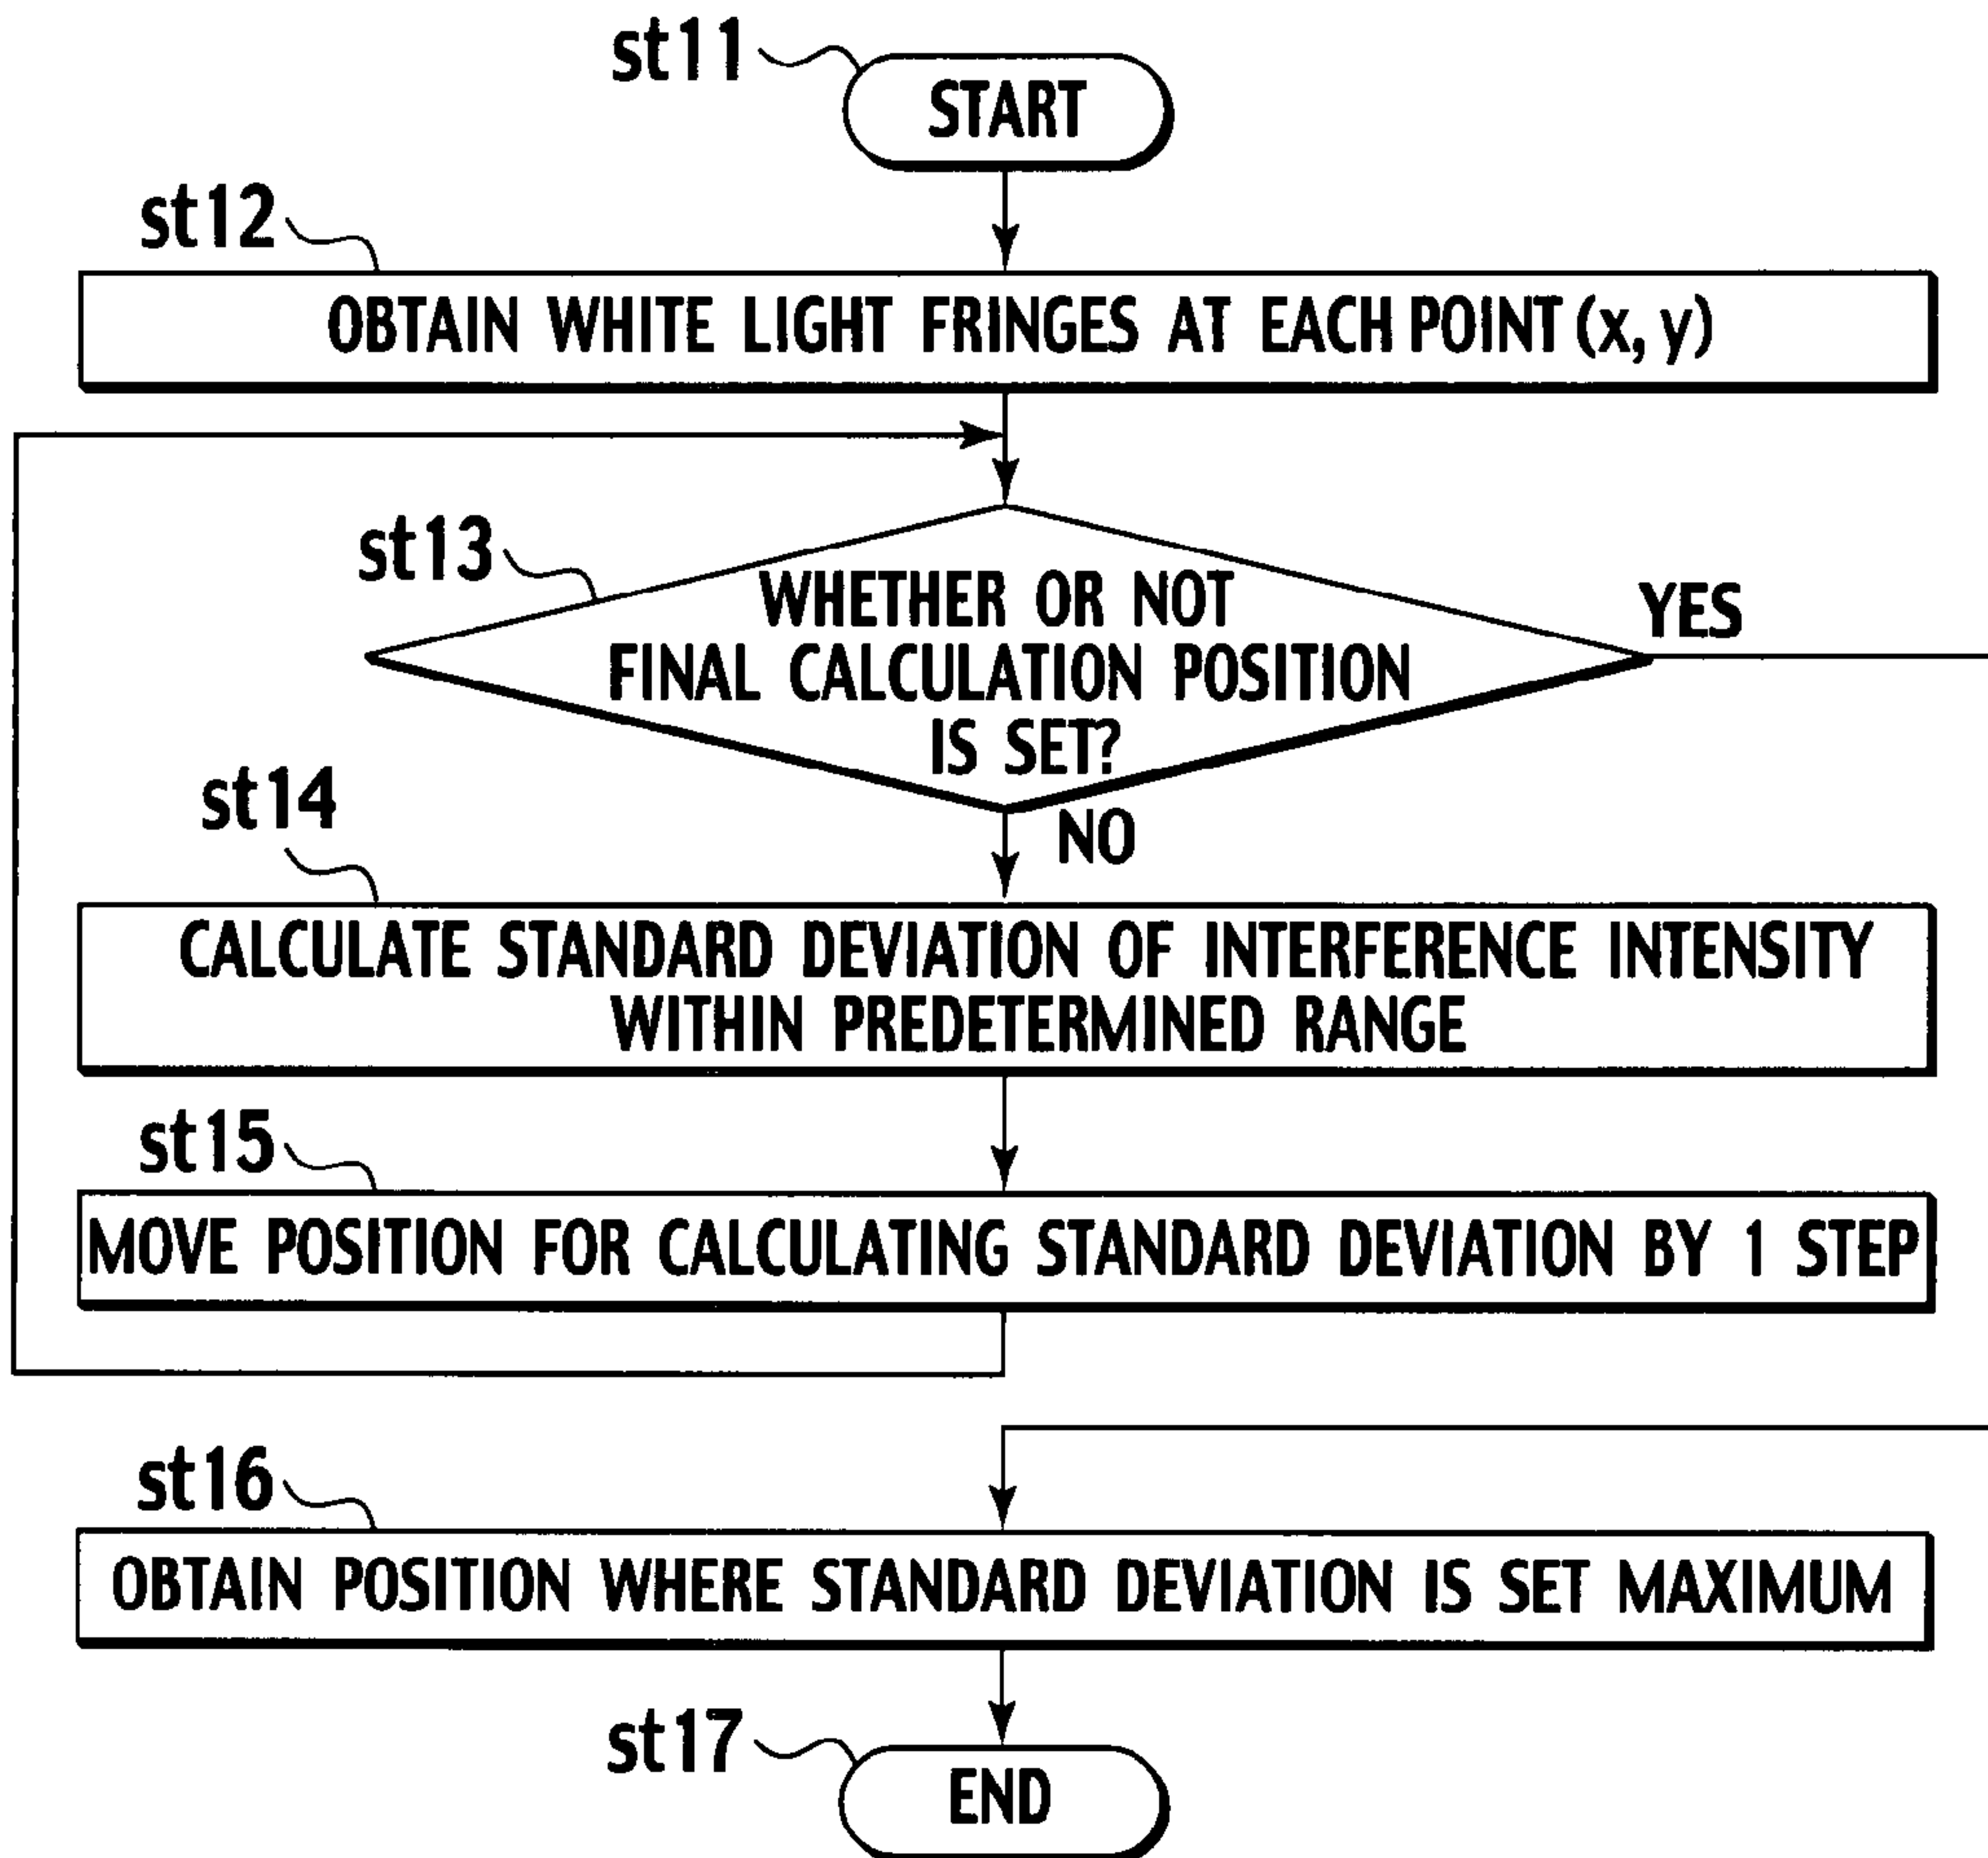 st11
START
st12
OBTAIN WHITE LIGHT FRINGES AT EACH POINT (x, y)
st13
WHETHER OR NOT
FINAL CALCULATION POSITION
IS SET?
YES
NO
st14
CALCULATE STANDARD DEVIATION OF INTERFERENCE INTENSITY
WITHIN PREDETERMINED RANGE
st15
MOVE POSITION FOR CALCULATING STANDARD DEVIATION BY 1 STEP
st16
OBTAIN POSITION WHERE STANDARD DEVIATION IS SET MAXIMUM
st17
END